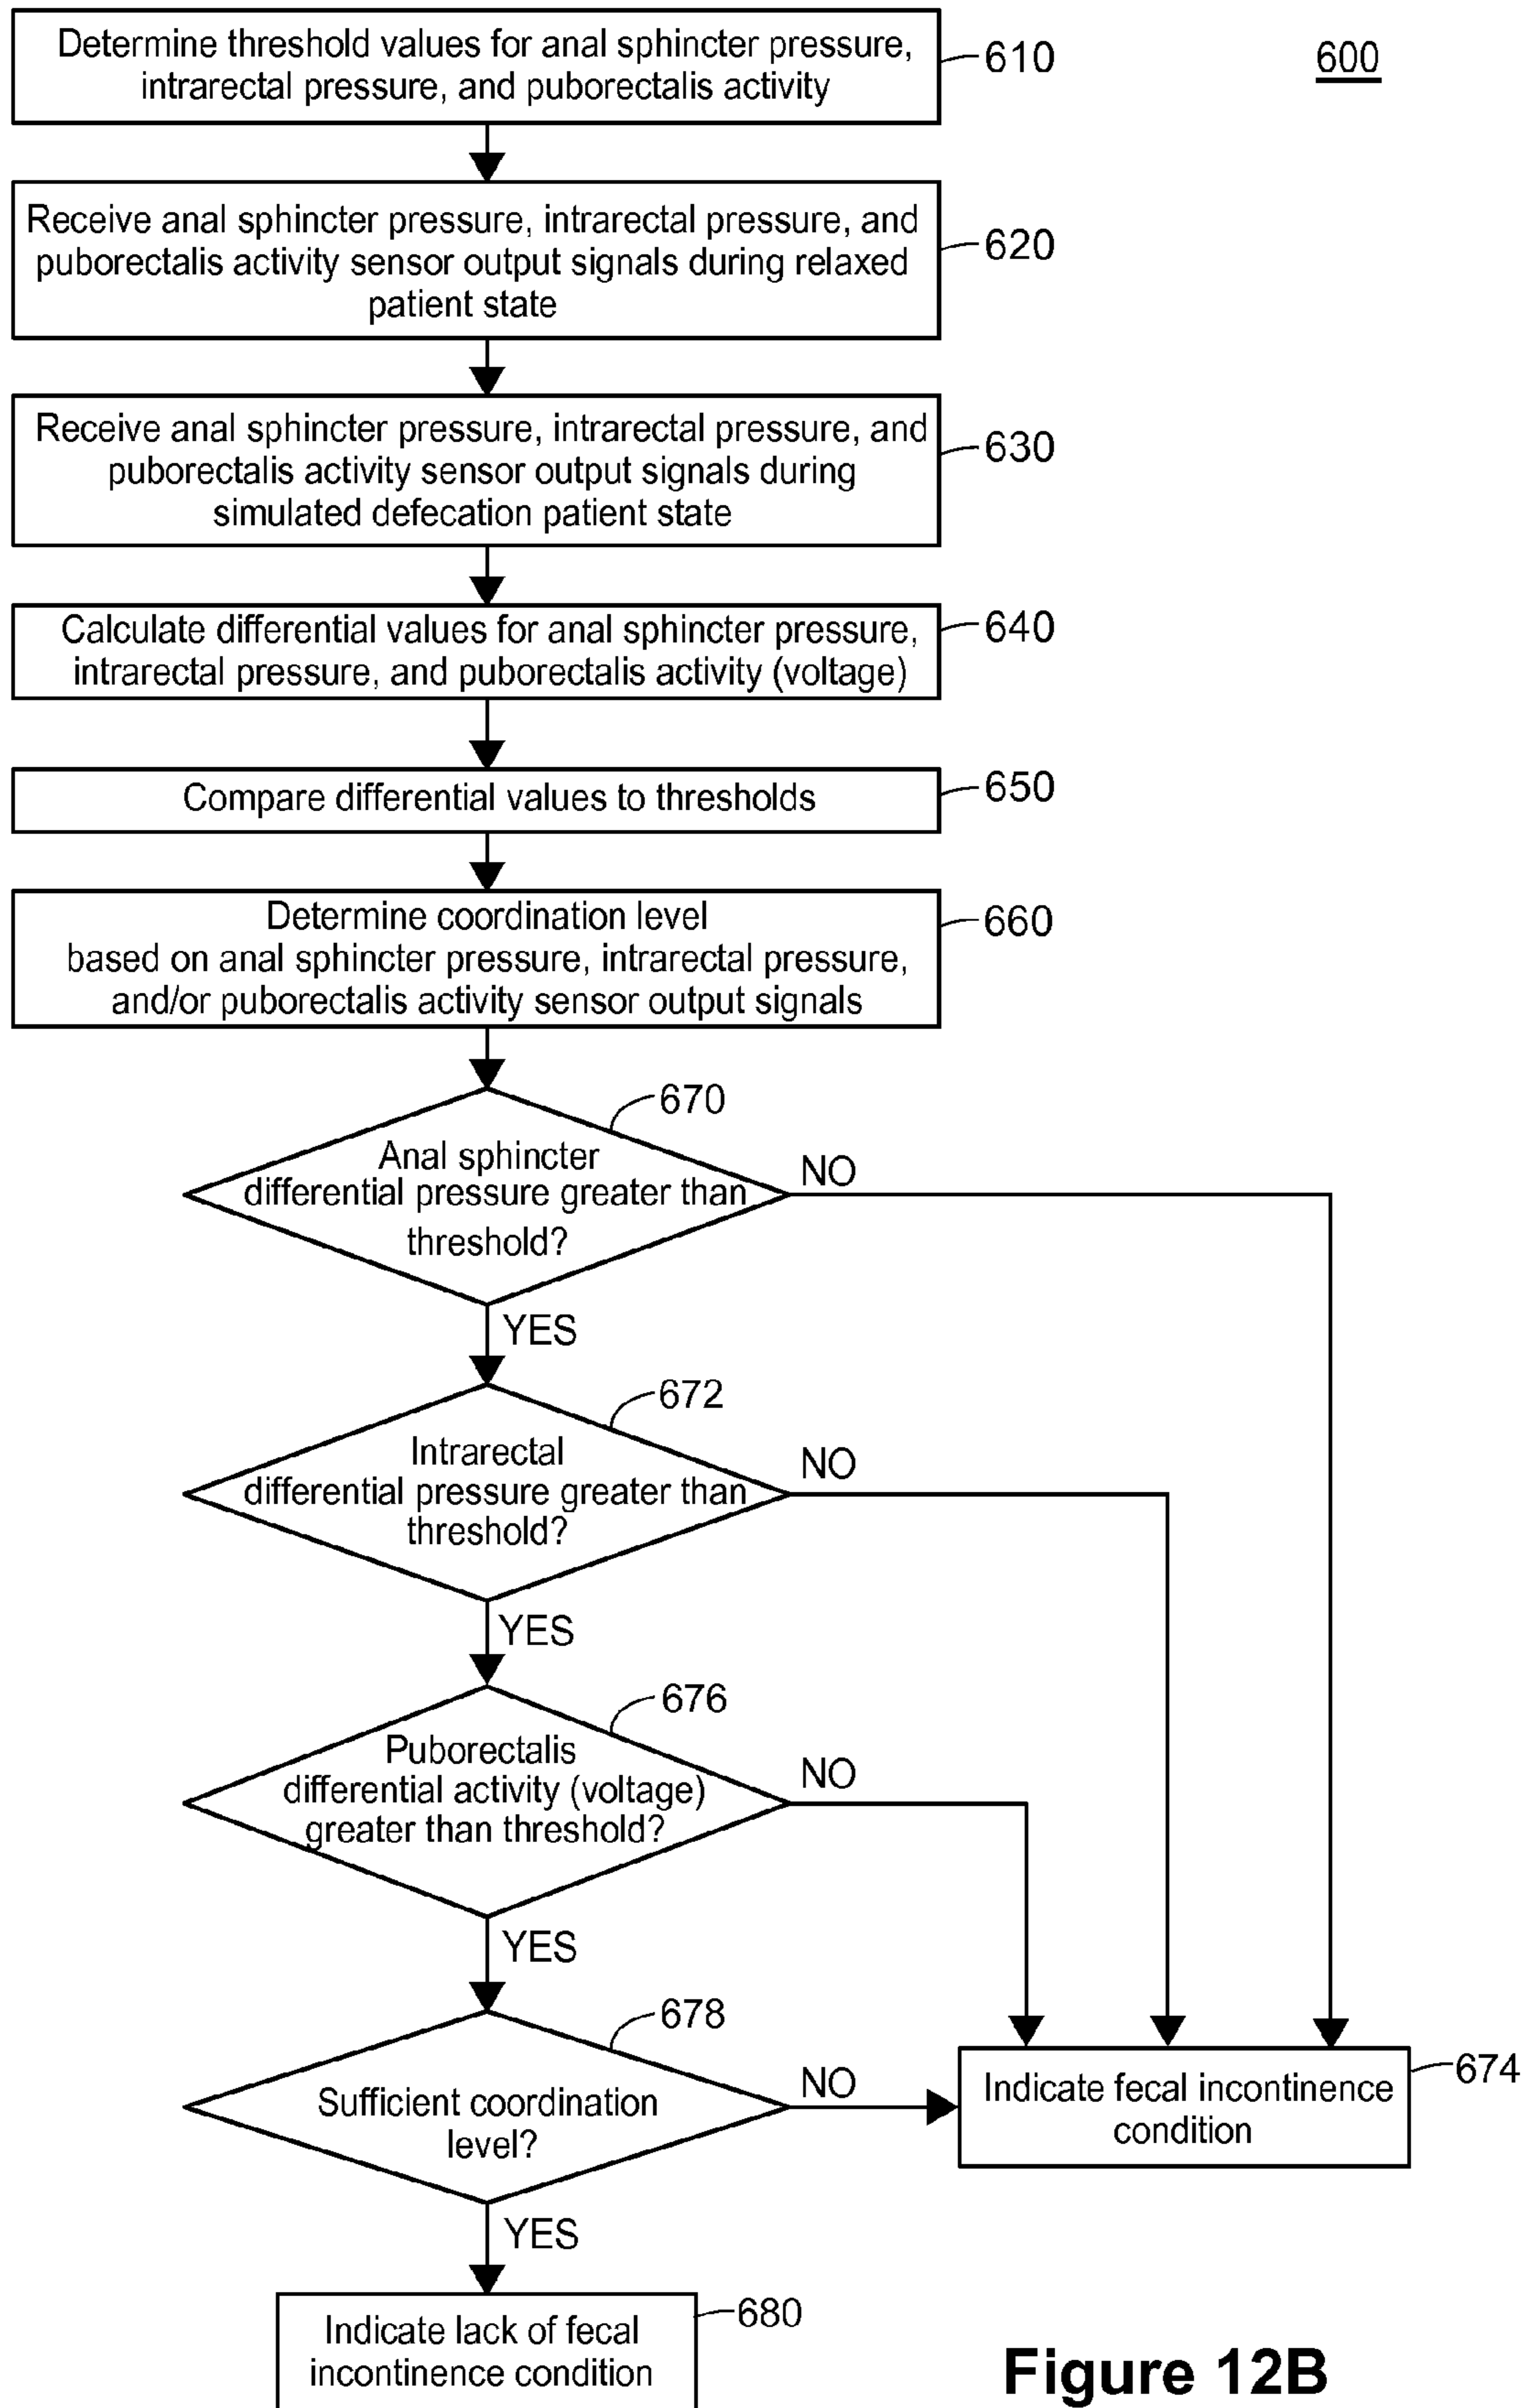 Determine threshold values for anal sphincter pressure,
intrarectal pressure, and puborectalis activity
610
600
Receive anal sphincter pressure, intrarectal pressure, and
puborectalis activity sensor output signals during relaxed
patient state
620
Receive anal sphincter pressure, intrarectal pressure, and
puborectalis activity sensor output signals during
simulated defecation patient state
630
Calculate differential values for anal sphincter pressure,
intrarectal pressure, and puborectalis activity (voltage)
640
Compare differential values to thresholds
650
Determine coordination level
based on anal sphincter pressure, intrarectal pressure,
and/or puborectalis activity sensor output signals
660
670
Anal sphincter
differential pressure greater than
threshold?
NO
YES
672
Intrarectal
differential pressure greater than
threshold?
NO
YES
676
Puborectalis
differential activity (voltage)
greater than threshold?
NO
YES
678
Sufficient coordination
level?
NO
Indicate fecal incontinence
condition
674
YES
Indicate lack of fecal
incontinence condition
680
Figure 12B